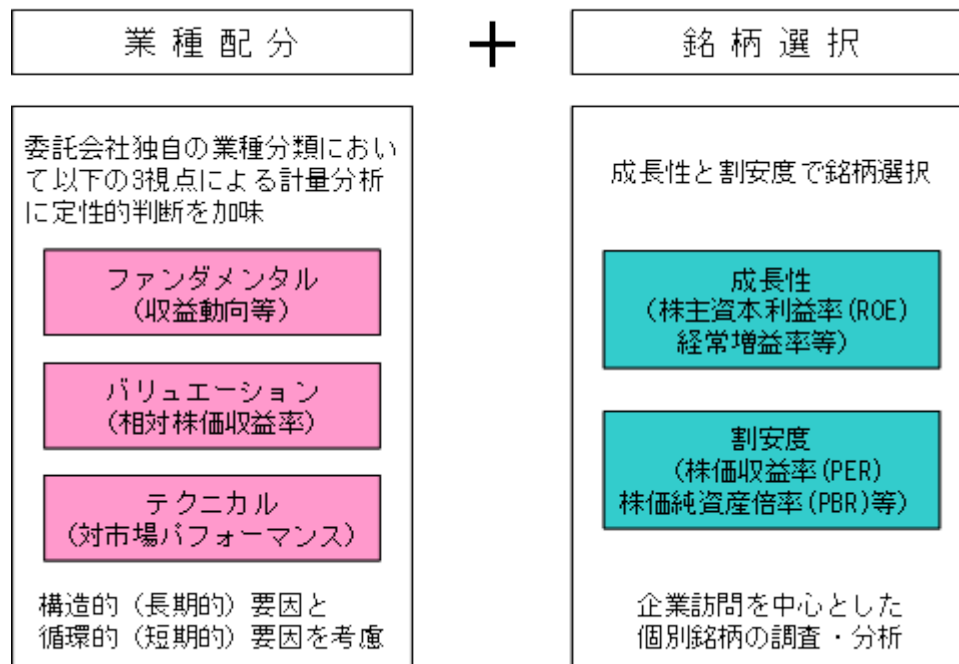 業種配分
+
銘柄選択
委託会社独自の業種分類におい
て以下の3視点による計量分析
に定性的判断を加味
ファンダメンタル
(収益動向等)
バリュエーション
(相対株価収益率)
テクニカル
(対市場パフォーマンス)
構造的(長期的)要因と
循環的(短期的)要因を考慮
成長性と割安度で銘柄選択
成長性
(株主資本利益率(ROE)
経常増益率等)
割安度
(株価収益率(PER)
株価純資産倍率(PBR)等)
企業訪問を中心とした
個別銘柄の調査・分析